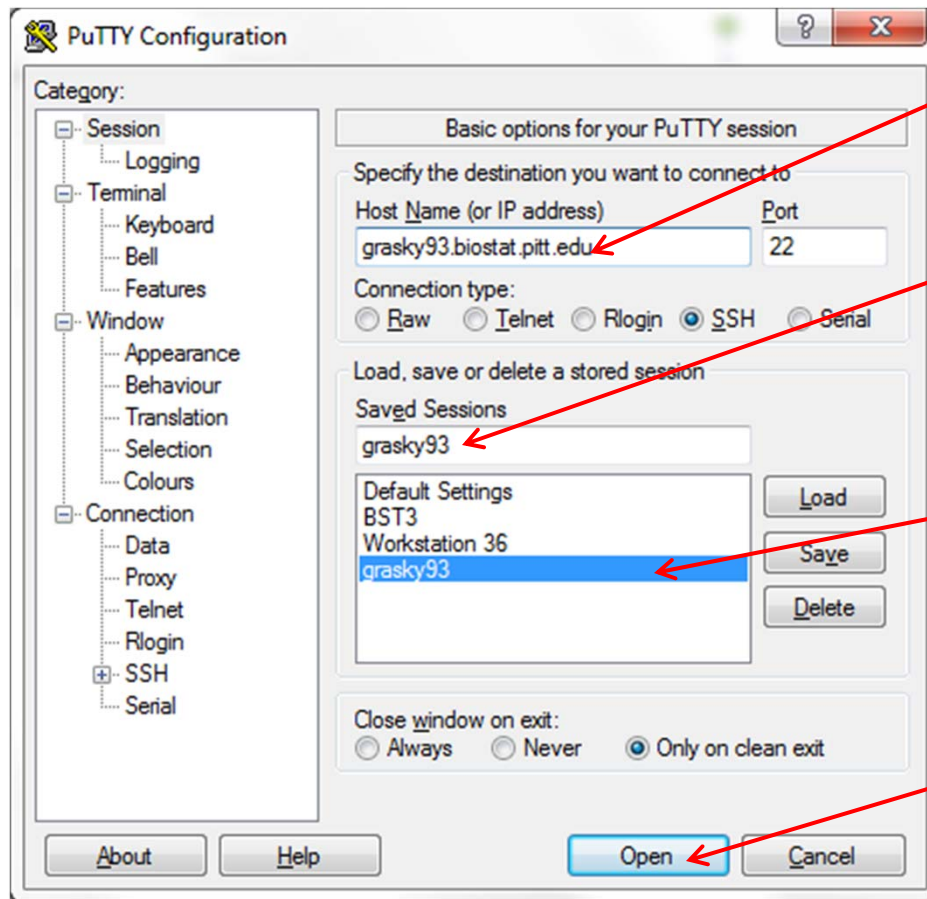 PuTTY Configuration
Category:
Session
Logging
Terminal
Keyboard
Bell
Features
Window
Appearance
Behaviour
Translation
Selection
Colours
Connection
Data
Proxy
Telnet
Rlogin
SSH
Serial
Basic options for your PuTTY session
Specify the destination you want to connect to
Host Name (or IP address) Port
grasky93.biostat.pitt.edu 22
Connection type:
Raw Telnet Rlogin SSH Serial
Load, save or delete a stored session
Saved Sessions
grasky93
Default Settings
BST3
Workstation 36
grasky93
Load
Save
Delete
Close window on exit:
Always Never Only on clean exit
About Help Open Cancel